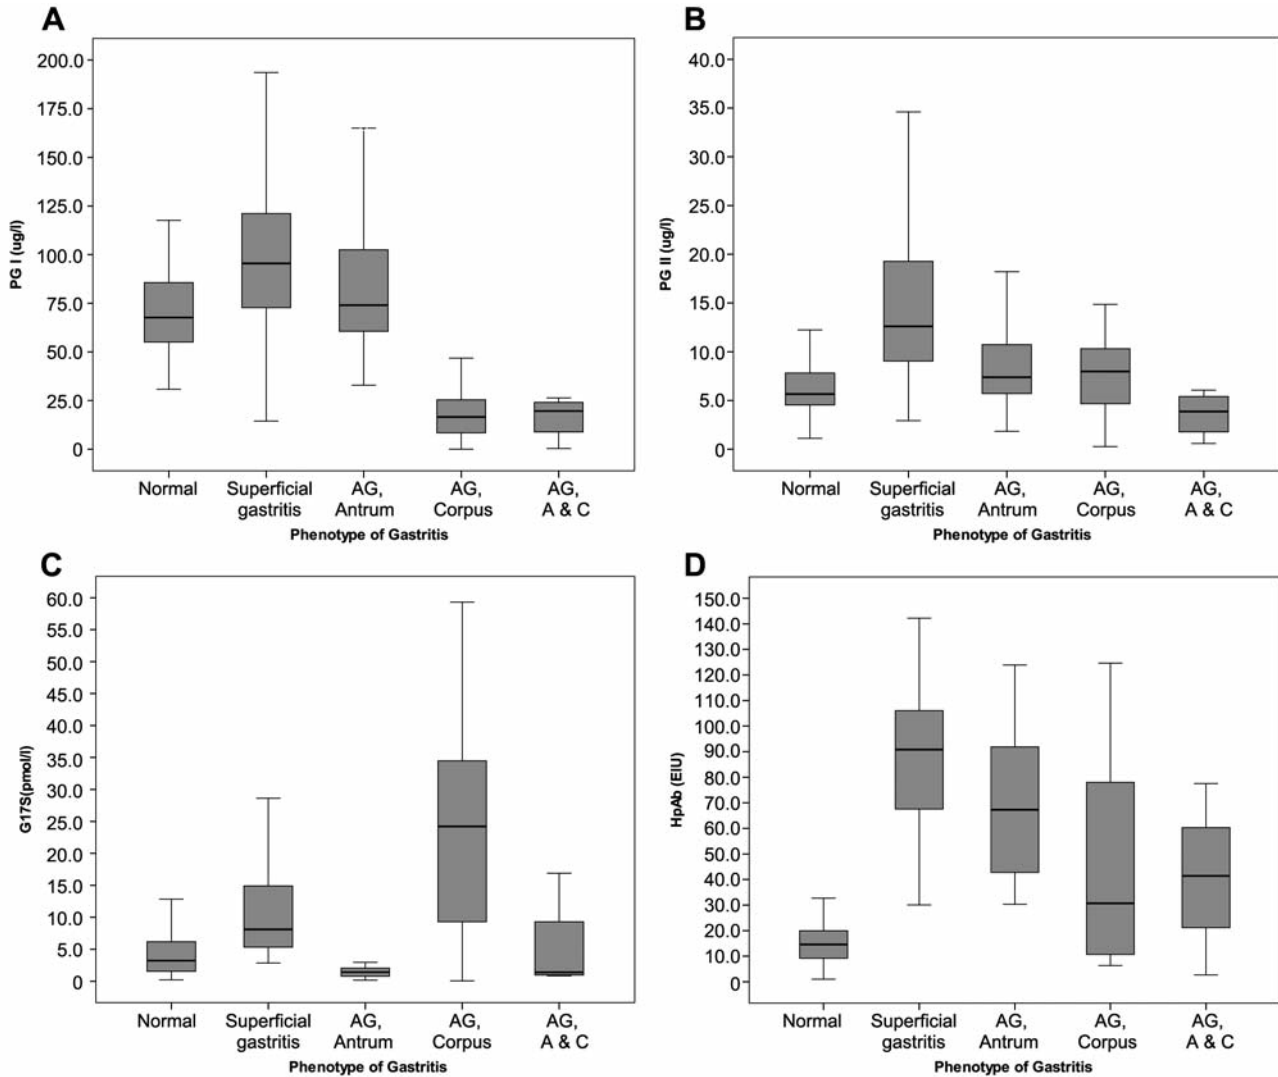 A
PG I (ug/l)
200.0
175.0
150.0
125.0
100.0
75.0
50.0
25.0
0
Normal
Superficial
gastritis
AG,
Antrum
AG,
Corpus
AG,
A & C
Phenotype of Gastritis
B
PG II (ug/l)
40.0
35.0
30.0
25.0
20.0
15.0
10.0
5.0
0
Normal
Superficial
gastritis
AG,
Antrum
AG,
Corpus
AG,
A & C
Phenotype of Gastritis
C
G17S(pmol/l)
60.0
55.0
50.0
45.0
40.0
35.0
30.0
25.0
20.0
15.0
10.0
5.0
0
Normal
Superficial
gastritis
AG,
Antrum
AG,
Corpus
AG,
A & C
Phenotype of Gastritis
D
HpAb (EIU)
150.0
140.0
130.0
120.0
110.0
100.0
90.0
80.0
70.0
60.0
50.0
40.0
30.0
20.0
10.0
0
Normal
Superficial
gastritis
AG,
Antrum
AG,
Corpus
AG,
A & C
Phenotype of Gastritis